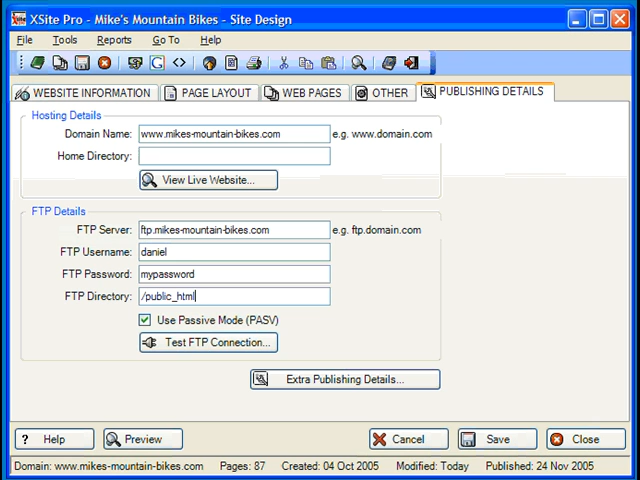 XSite Pro - Mike's Mountain Bikes - Site Design
File Tools Reports Go To Help
WEBSITE INFORMATION PAGE LAYOUT WEB PAGES OTHER PUBLISHING DETAILS
Hosting Details
Domain Name: www.mikes-mountain-bikes.com e.g. www.domain.com
Home Directory:
View Live Website...
FTP Details
FTP Server: ftp.mikes-mountain-bikes.com e.g. ftp.domain.com
FTP Username: daniel
FTP Password: mypassword
FTP Directory: /public_html
Use Passive Mode (PASV)
Test FTP Connection...
Extra Publishing Details...
? Help Preview Cancel Save Close
Domain: www.mikes-mountain-bikes.com Pages: 87 Created: 04 Oct 2005 Modified: Today Published: 24 Nov 2005